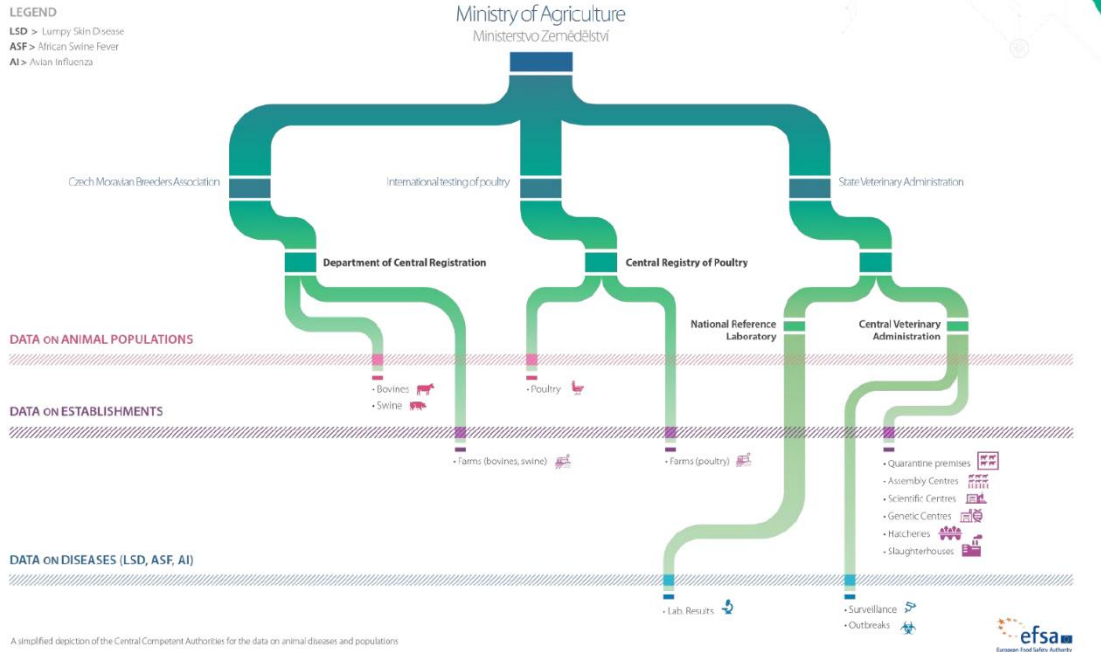 LEGEND
LSD > Lumpy Skin Disease
ASF > African Swine Fever
AI > Avian Influenza
Ministry of Agriculture
Ministerstvo Zemědělství
Czech Moravian Breeders Association
International testing of poultry
State Veterinary Administration
Department of Central Registration
Central Registry of Poultry
National Reference
Laboratory
Central Veterinary
Administration
DATA ON ANIMAL POPULATIONS
• Bovines
• Swine
• Poultry
DATA ON ESTABLISHMENTS
• Farms (bovines, swine)
• Farms (poultry)
• Quarantine premises
• Assembly Centres
• Scientific Centres
• Genetic Centres
• Hatcheries
• Slaughterhouses
DATA ON DISEASES (LSD, ASF, AI)
• Lab. Results
• Surveillance
• Outbreaks
A simplified depiction of the Central Competent Authorities for the data on animal diseases and populations
efsa
European Food Safety Authority